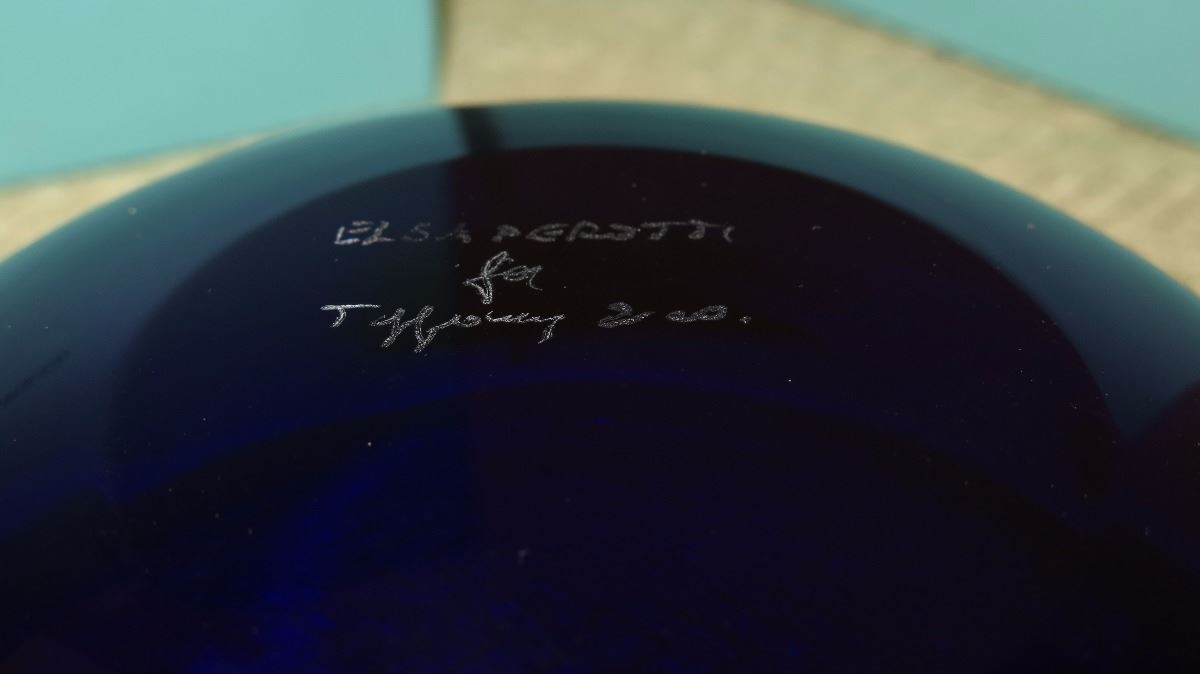 ELSA PERETTI
for
Tiffany & Co.